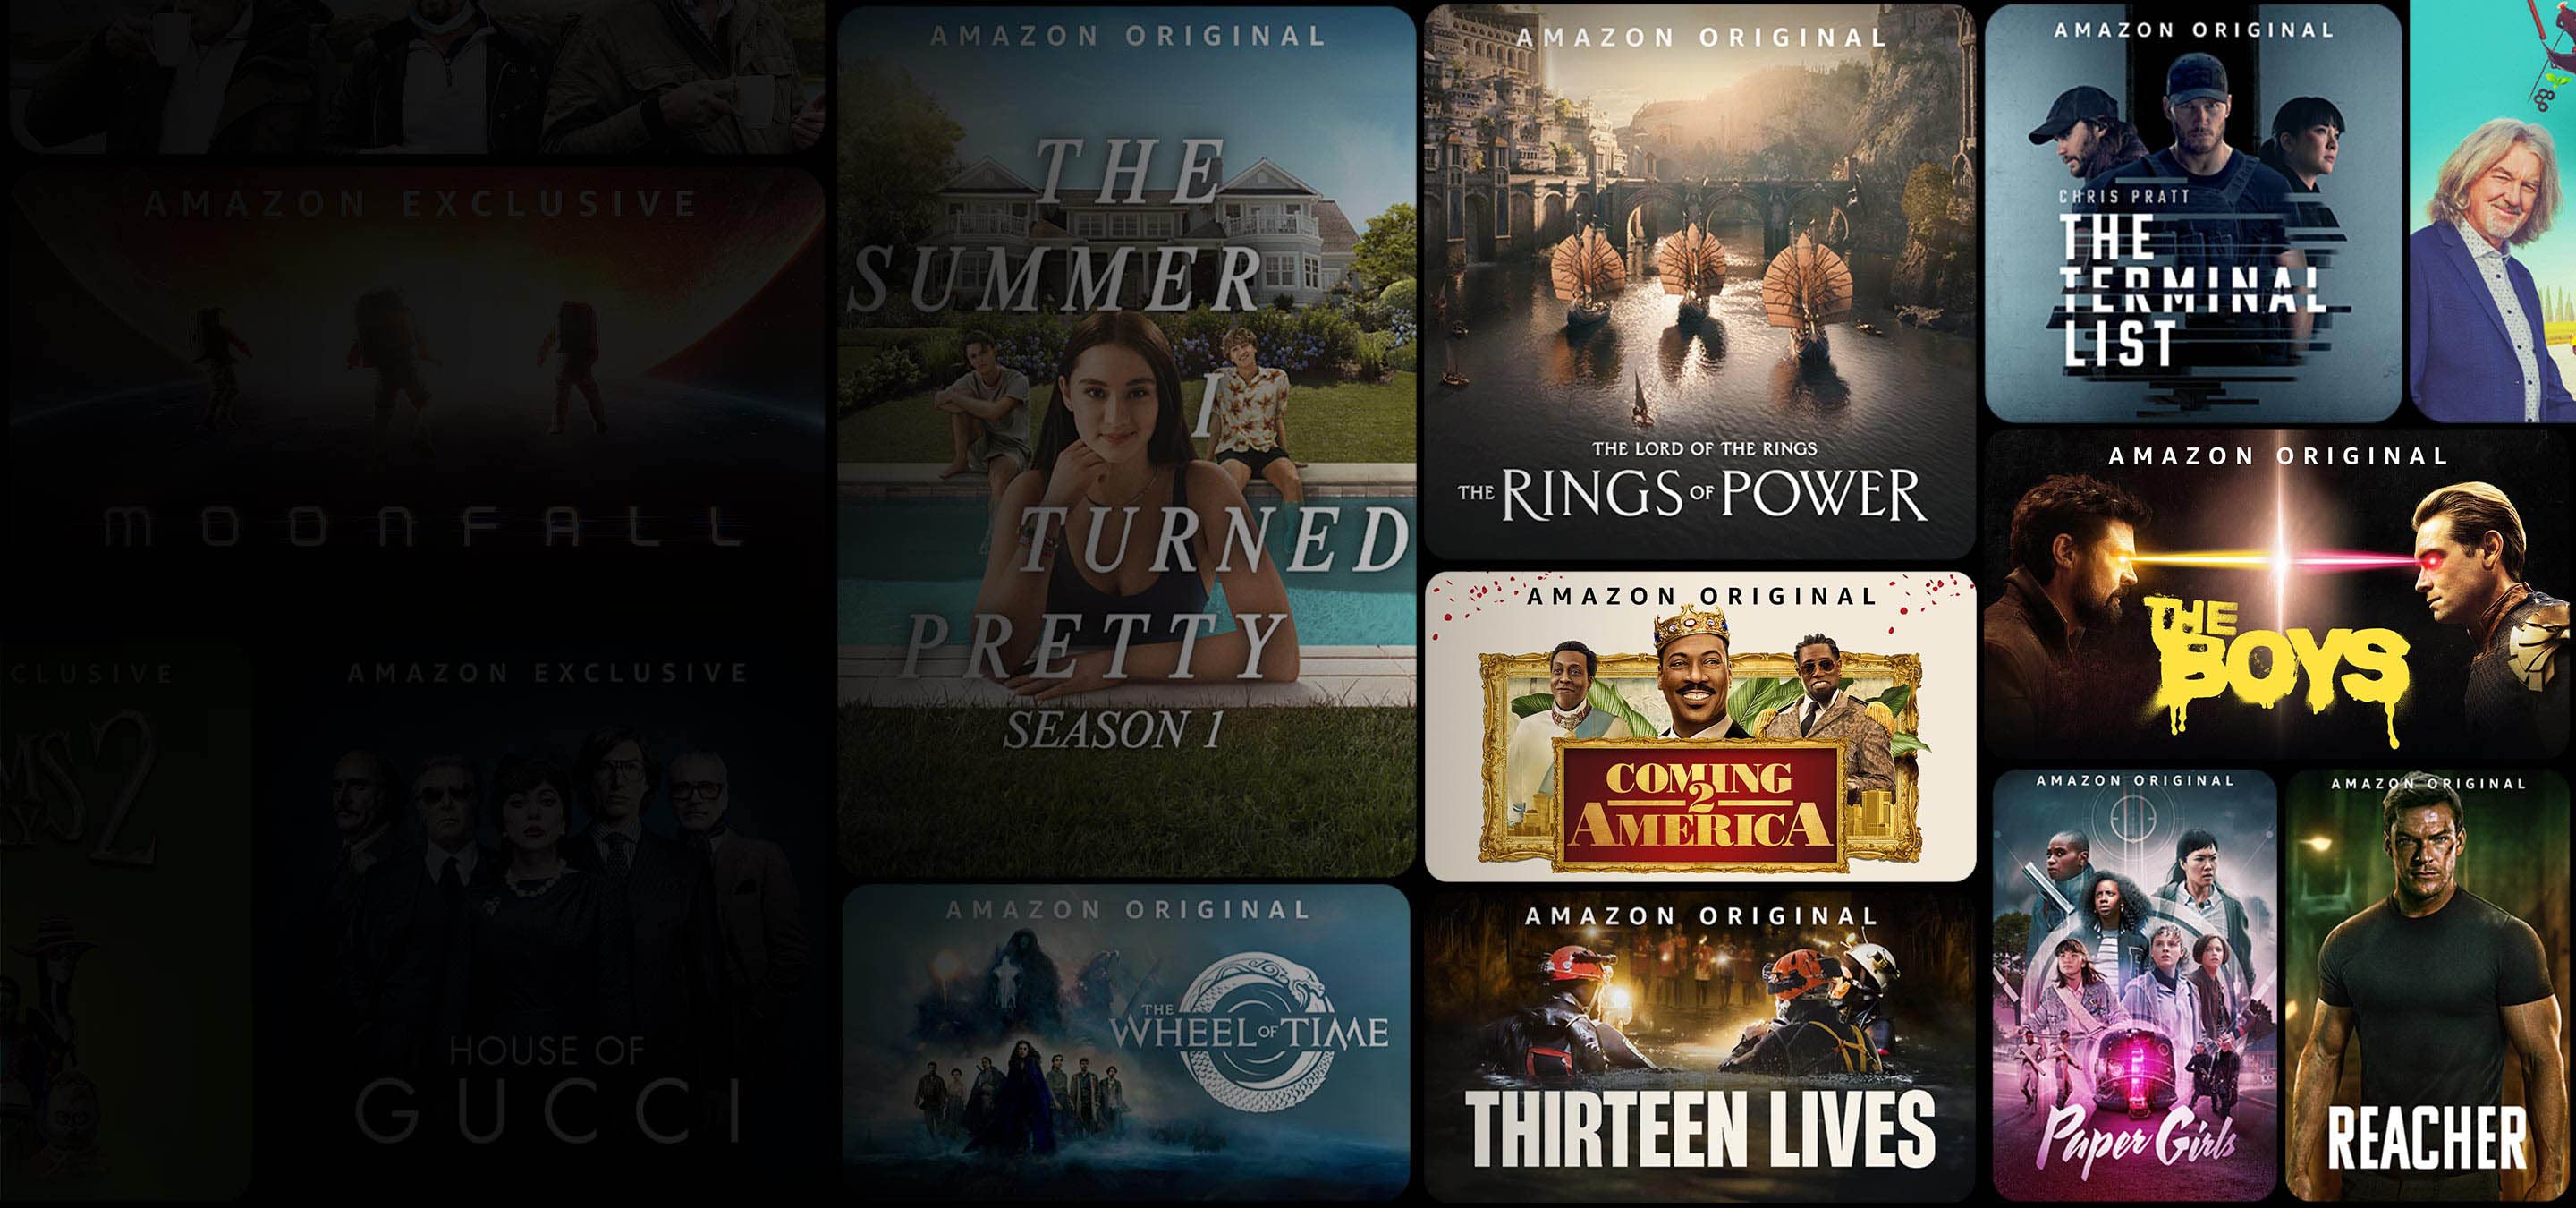 AMAZON EXCLUSIVE
MOONFALL
CLUSIVE
MS 2
AMAZON EXCLUSIVE
HOUSE OF
GUCCI
AMAZON ORIGINAL
THE
SUMMER
I
TURNED
PRETTY
SEASON 1
AMAZON ORIGINAL
THE
WHEEL OF TIME
AMAZON ORIGINAL
THE LORD OF THE RINGS
THE RINGS OF POWER
AMAZON ORIGINAL
COMING
2
AMERICA
AMAZON ORIGINAL
THIRTEEN LIVES
AMAZON ORIGINAL
CHRIS PRATT
THE
TERMINAL
LIST
AMAZON ORIGINAL
THE
BOYS
AMAZON ORIGINAL
Paper Girls
AMAZON ORIGINAL
REACHER